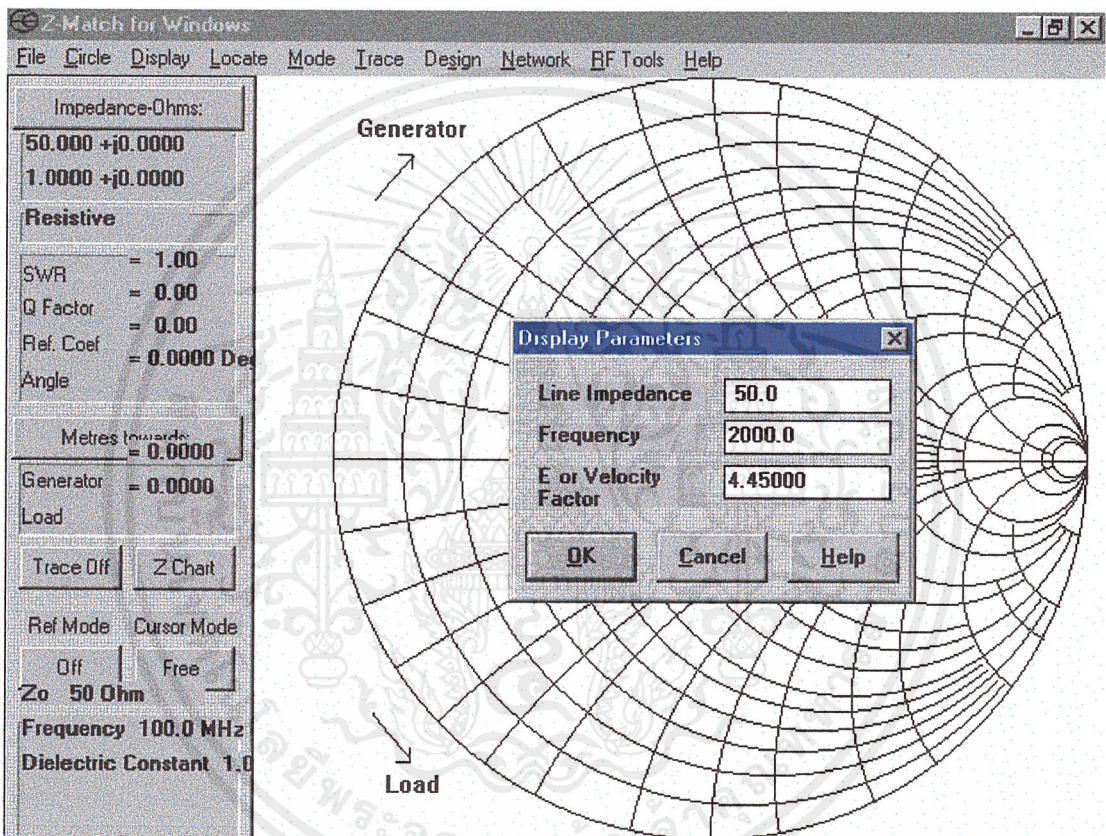 Z-Match for Windows
File Circle Display Locate Mode Trace Design Network RF Tools Help
Impedance-Ohms:
50.000 +j0.0000
1.0000 +j0.0000
Resistive
SWR = 1.00
Q Factor = 0.00
Ref. Coef = 0.00
Angle = 0.0000 Deg
Metres towards:
Generator = 0.0000
Load = 0.0000
Trace Off Z Chart
Ref Mode Cursor Mode
Off Free
Zo 50 Ohm
Frequency 100.0 MHz
Dielectric Constant 1.0
Generator
Display Parameters
Line Impedance 50.0
Frequency 2000.0
E or Velocity
Factor 4.45000
OK Cancel Help
Load